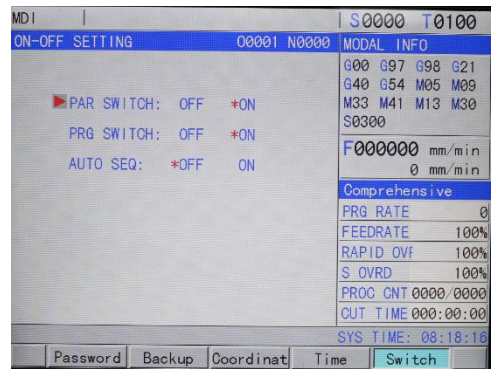 MDI
S0000 T0100
ON-OFF SETTING O0001 N0000
MODAL INFO
G00 G97 G98 G21
G40 G54 M05 M09
M33 M41 M13 M30
S0300
PAR SWITCH: OFF *ON
PRG SWITCH: OFF *ON
AUTO SEQ: *OFF ON
F000000 mm/min
0 mm/min
Comprehensive
PRG RATE 0
FEEDRATE 100%
RAPID OVF 100%
S OVRD 100%
PROC CNT 0000/0000
CUT TIME 000:00:00
SYS TIME: 08:18:16
Password Backup Coordinat Time Switch